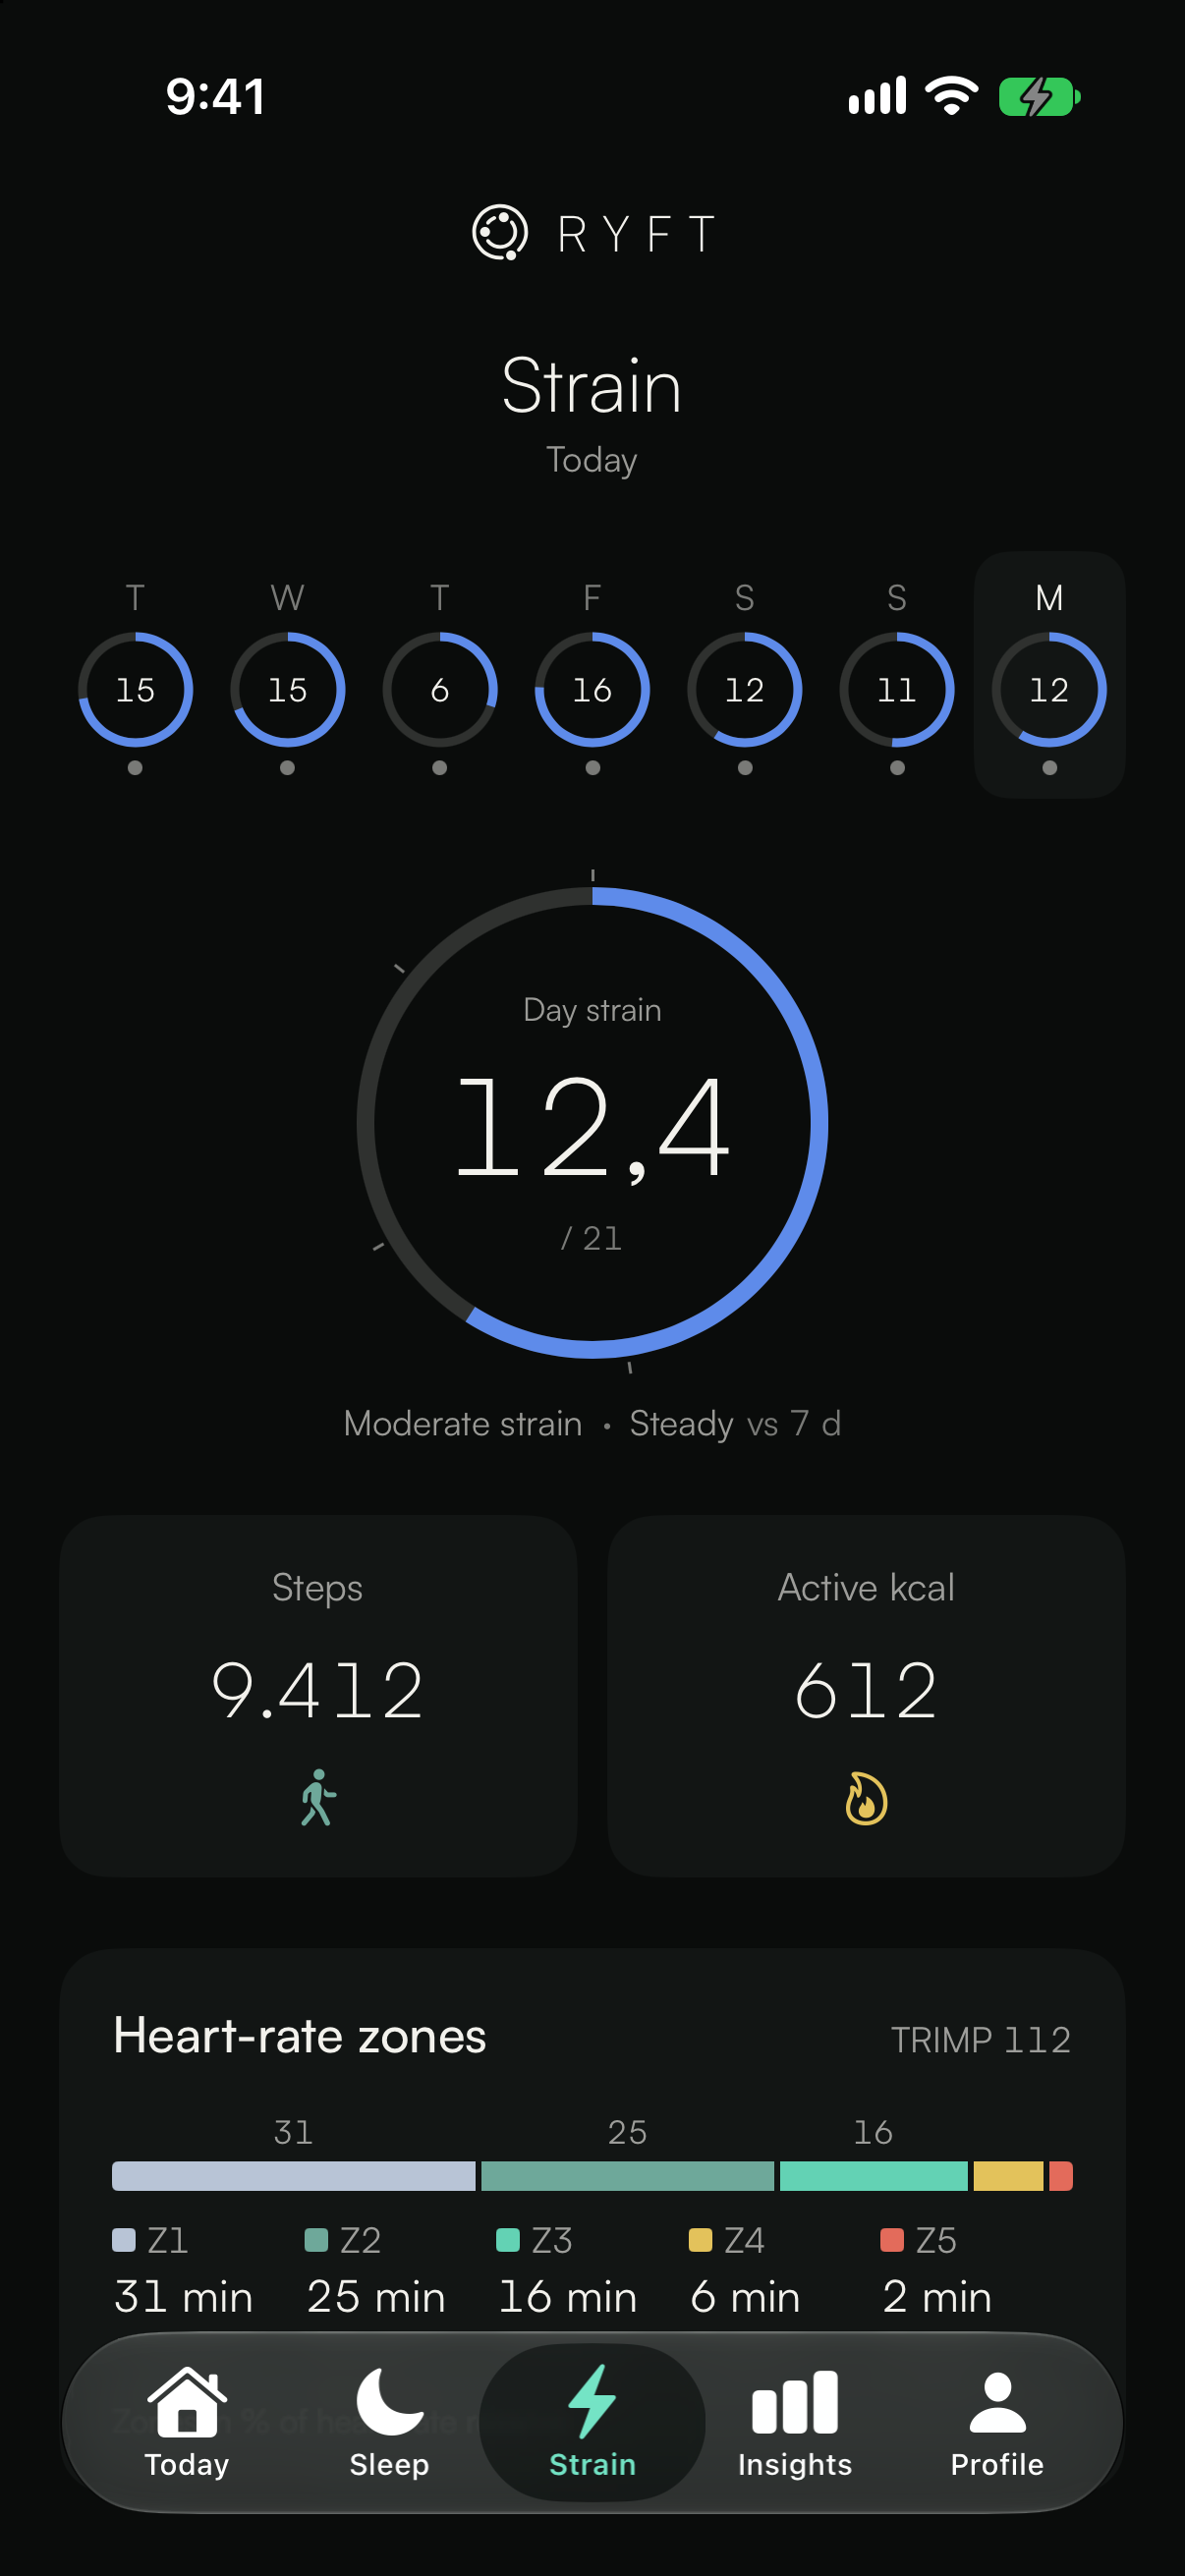 9:41
RYFT
Strain
Today
T W T F S S M
15 15 6 16 12 11 12
Day strain
12,4
/ 21
Moderate strain · Steady vs 7 d
Steps Active kcal
9.412 612
Heart-rate zones TRIMP 112
31 25 16
Z1 Z2 Z3 Z4 Z5
31 min 25 min 16 min 6 min 2 min
Today Sleep Strain Insights Profile